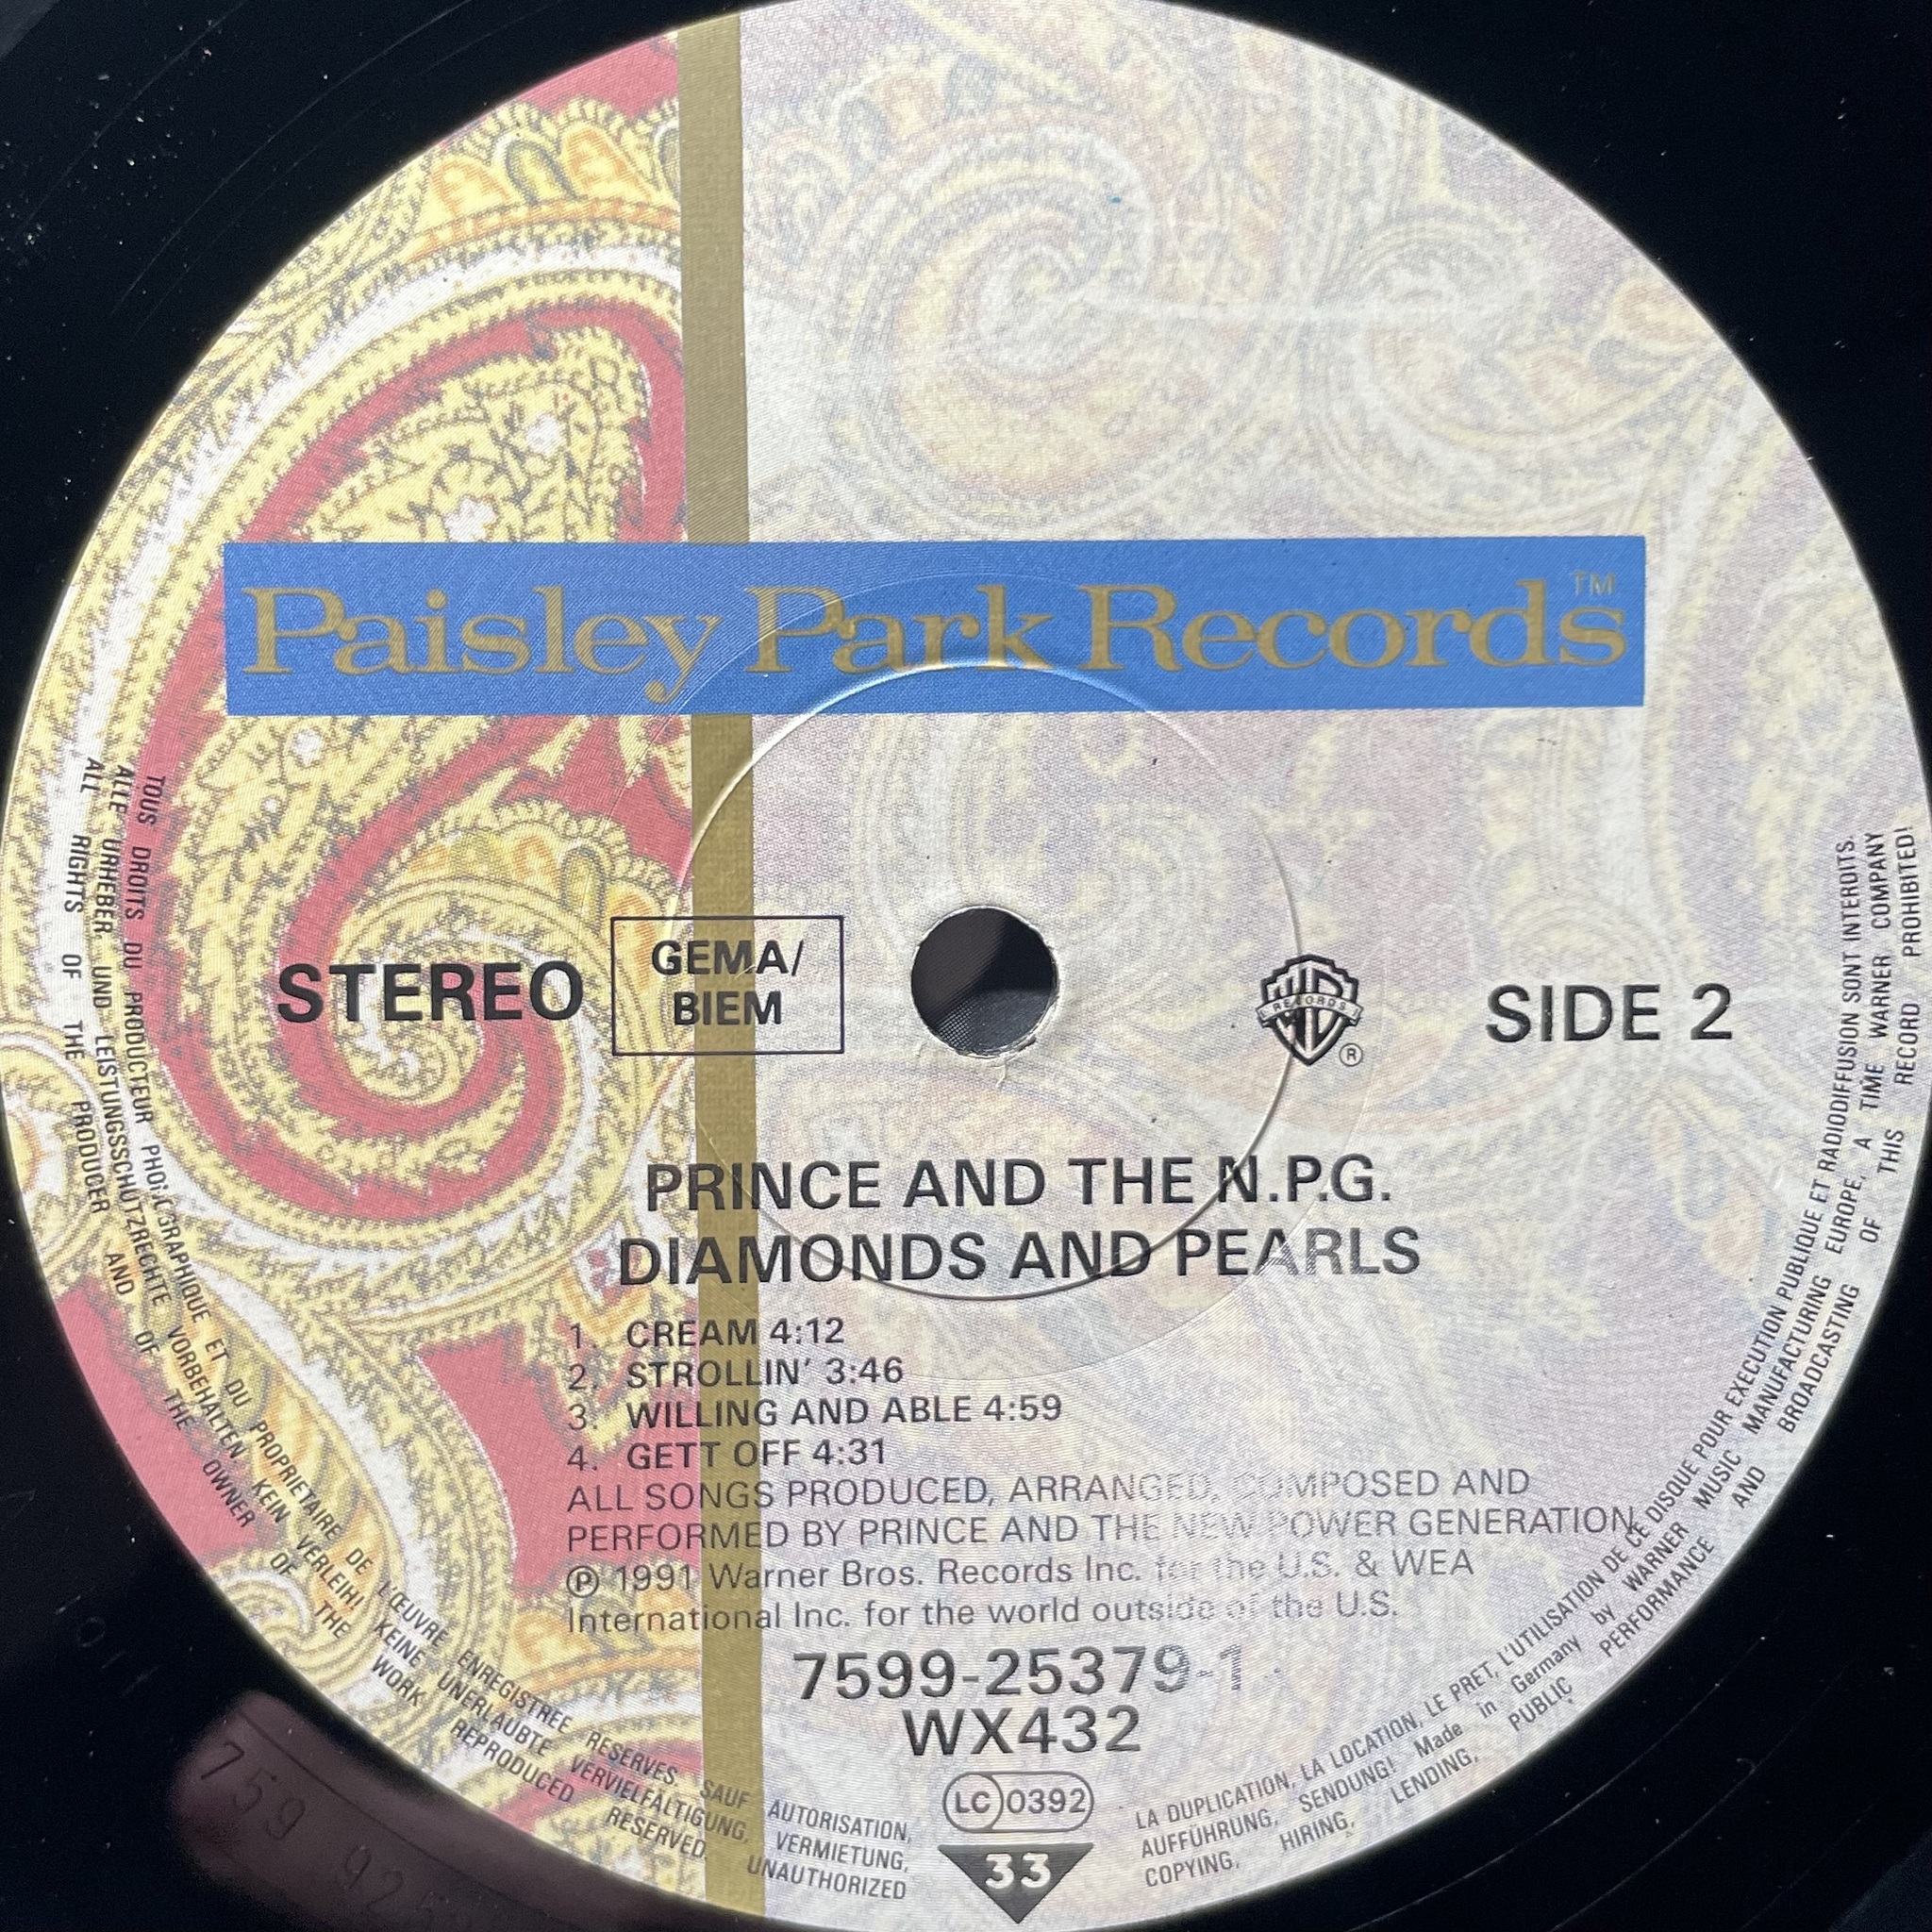 Paisley Park Records™
STEREO
GEMA/
BIEM
RECORDS
®
SIDE 2
PRINCE AND THE N.P.G.
DIAMONDS AND PEARLS
1. CREAM 4:12
2. STROLLIN' 3:46
3. WILLING AND ABLE 4:59
4. GETT OFF 4:31
ALL SONGS PRODUCED, ARRANGED, COMPOSED AND
PERFORMED BY PRINCE AND THE NEW POWER GENERATION.
℗ 1991 Warner Bros. Records Inc. for the U.S. & WEA
International Inc. for the world outside of the U.S.
7599-25379-1
WX432
LC 0392
33
TOUS DROITS DU PRODUCTEUR PHONOGRAPHIQUE ET DU PROPRIETAIRE DE L'ŒUVRE ENREGISTREE RESERVES. SAUF AUTORISATION, LA DUPLICATION, LA LOCATION, LE PRET, L'UTILISATION DE CE DISQUE POUR EXECUTION PUBLIQUE ET RADIODIFFUSION SONT INTERDITS.
ALLE URHEBER. UND LEISTUNGSSCHUTZRECHTE VORBEHALTEN KEIN VERLEIH! KEINE UNERLAUBTE VERVIELFÄLTIGUNG, VERMIETUNG, AUFFÜHRUNG, SENDUNG! Made in Germany by WARNER MUSIC MANUFACTURING EUROPE, A TIME WARNER COMPANY
ALL RIGHTS OF THE PRODUCER AND OF THE OWNER OF THE WORK REPRODUCED RESERVED. UNAUTHORIZED COPYING, HIRING, LENDING, PUBLIC PERFORMANCE AND BROADCASTING OF THIS RECORD PROHIBITED!
759 925